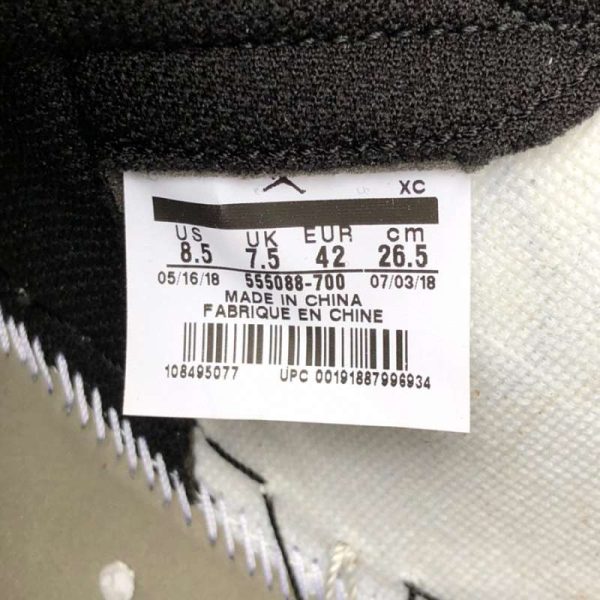 XC
US UK EUR cm
8.5 7.5 42 26.5
05/16/18 555088-700 07/03/18
MADE IN CHINA
FABRIQUE EN CHINE
108495077 UPC 00191887996934